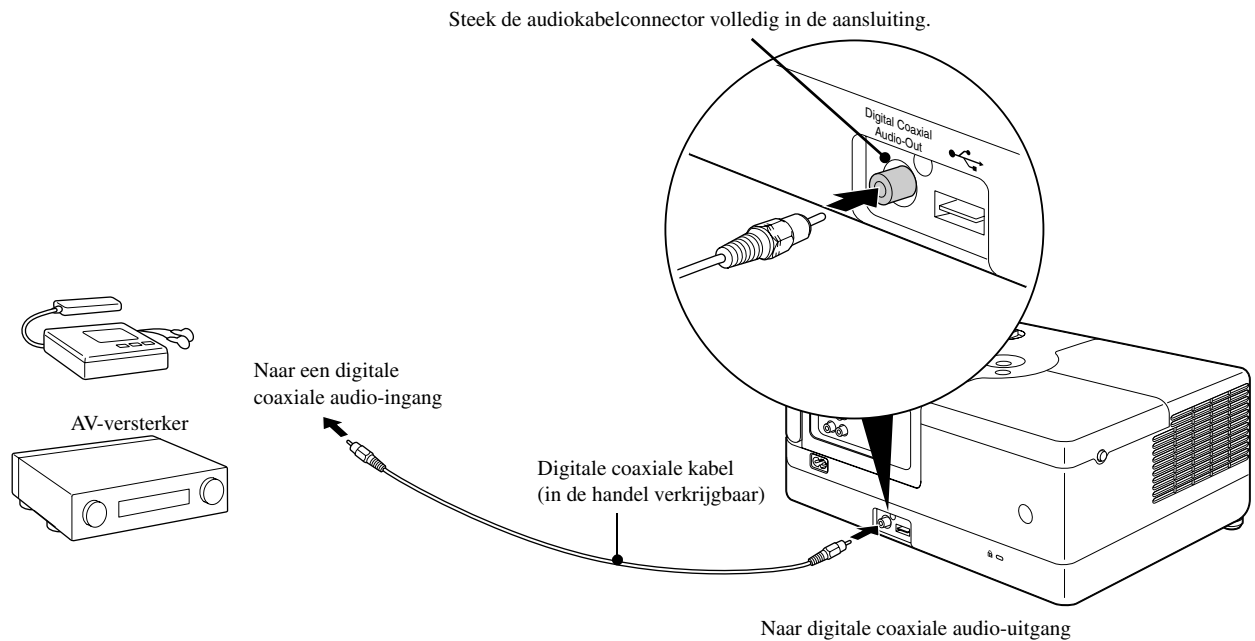 Steek de audiokabelconnector volledig in de aansluiting.
Digital Coaxial
Audio-Out
Naar een digitale
coaxiale audio-ingang
AV-versterker
Digitale coaxiale kabel
(in de handel verkrijgbaar)
Naar digitale coaxiale audio-uitgang